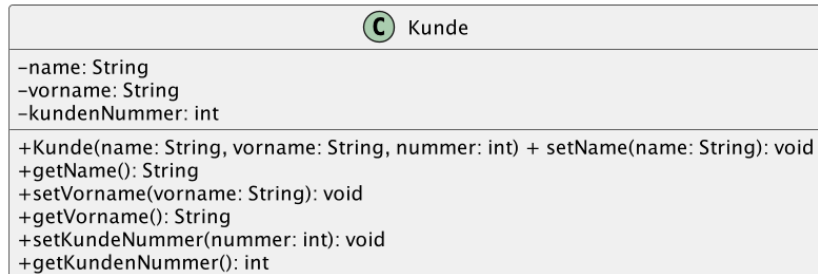 C Kunde
-name: String
-vorname: String
-kundenNummer: int
+Kunde(name: String, vorname: String, nummer: int) + setName(name: String): void
+getName(): String
+setVorname(vorname: String): void
+getVorname(): String
+setKundeNummer(nummer: int): void
+getKundenNummer(): int